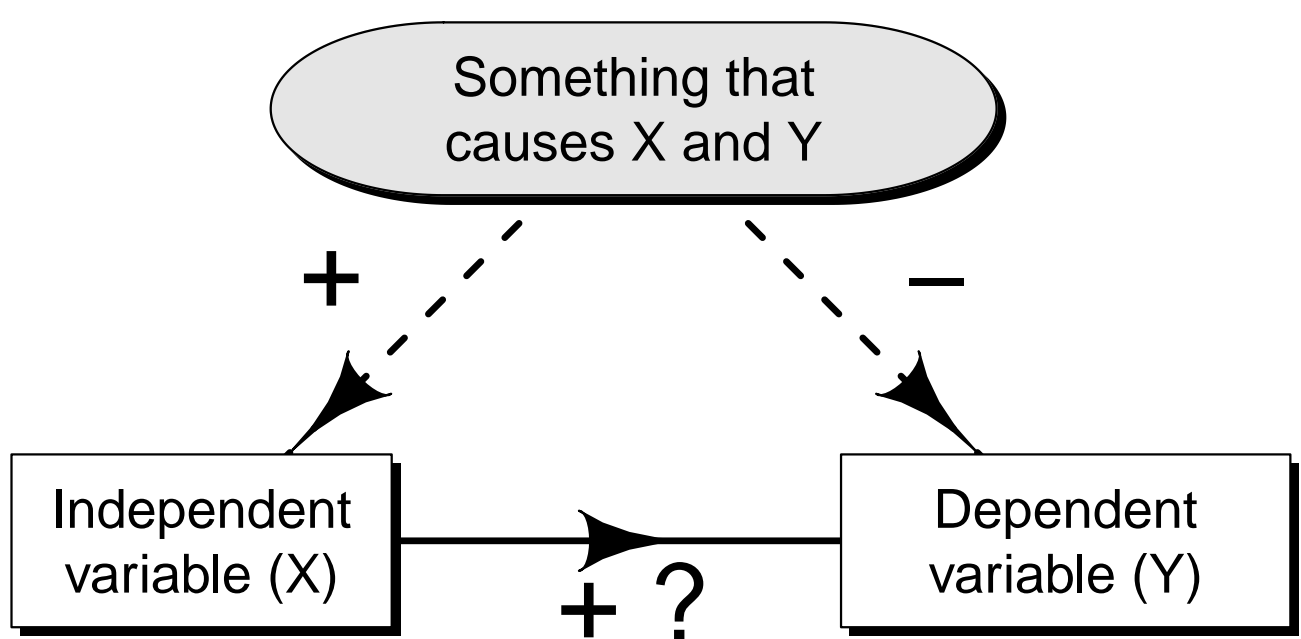 Something that
causes X and Y
+
–
Independent
variable (X)
+ ?
Dependent
variable (Y)